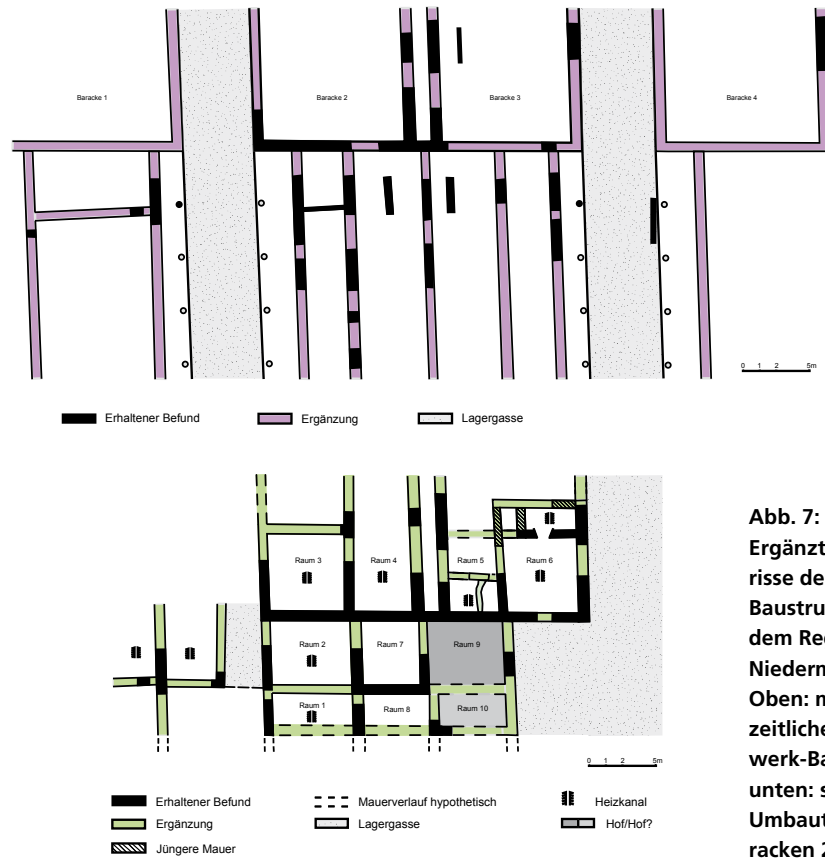 Baracke 1
Baracke 2
Baracke 3
Baracke 4
0 1 2 5m
Erhaltener Befund
Ergänzung
Lagergasse
Raum 3
Raum 4
Raum 5
Raum 6
Raum 2
Raum 7
Raum 9
Raum 1
Raum 8
Raum 10
0 1 2 5m
Erhaltener Befund
Mauerverlauf hypothetisch
Heizkanal
Ergänzung
Lagergasse
Hof/Hof?
Jüngere Mauer
Abb. 7:
Ergänzt
risse de
Baustru
dem Re
Niedern
Oben: m
zeitliche
werk-Ba
unten: s
Umbaut
racken 2